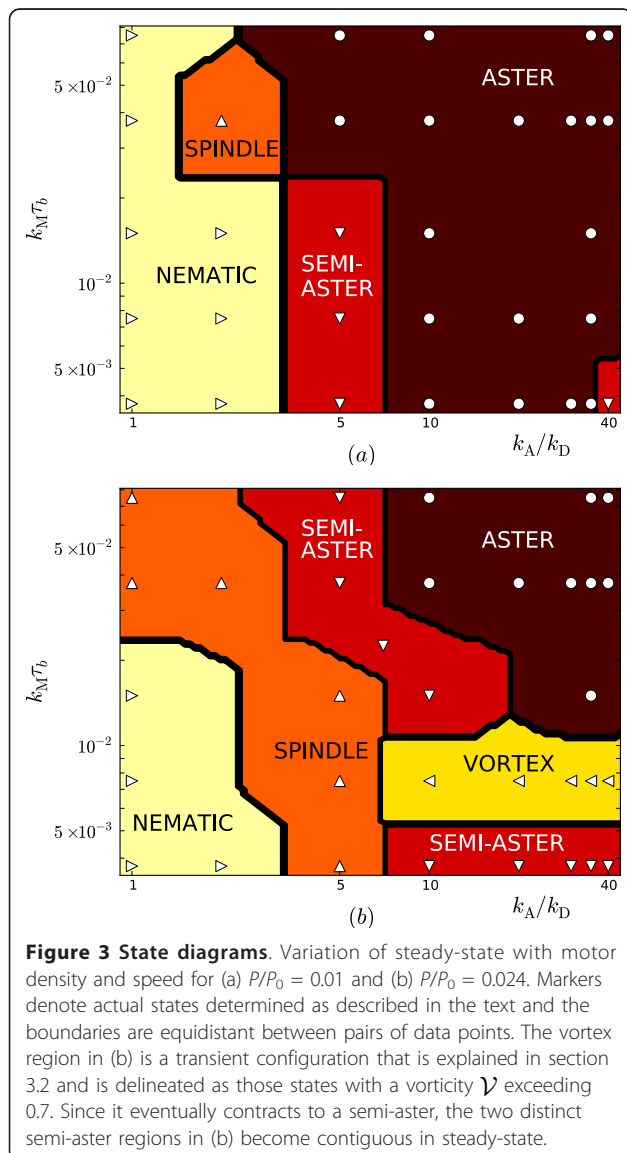 5 ×10⁻²
k_M τ_b
10⁻²
5 ×10⁻³
ASTER
SPINDLE
NEMATIC
SEMI-
ASTER
1
5
10
40
(a)
k_A/k_D
5 ×10⁻²
k_M τ_b
10⁻²
5 ×10⁻³
SEMI-
ASTER
ASTER
SPINDLE
VORTEX
NEMATIC
SEMI-ASTER
1
5
10
40
(b)
k_A/k_D
Figure 3 State diagrams. Variation of steady-state with motor
density and speed for (a) P/P₀ = 0.01 and (b) P/P₀ = 0.024. Markers
denote actual states determined as described in the text and the
boundaries are equidistant between pairs of data points. The vortex
region in (b) is a transient configuration that is explained in section
3.2 and is delineated as those states with a vorticity 𝒱 exceeding
0.7. Since it eventually contracts to a semi-aster, the two distinct
semi-aster regions in (b) become contiguous in steady-state.